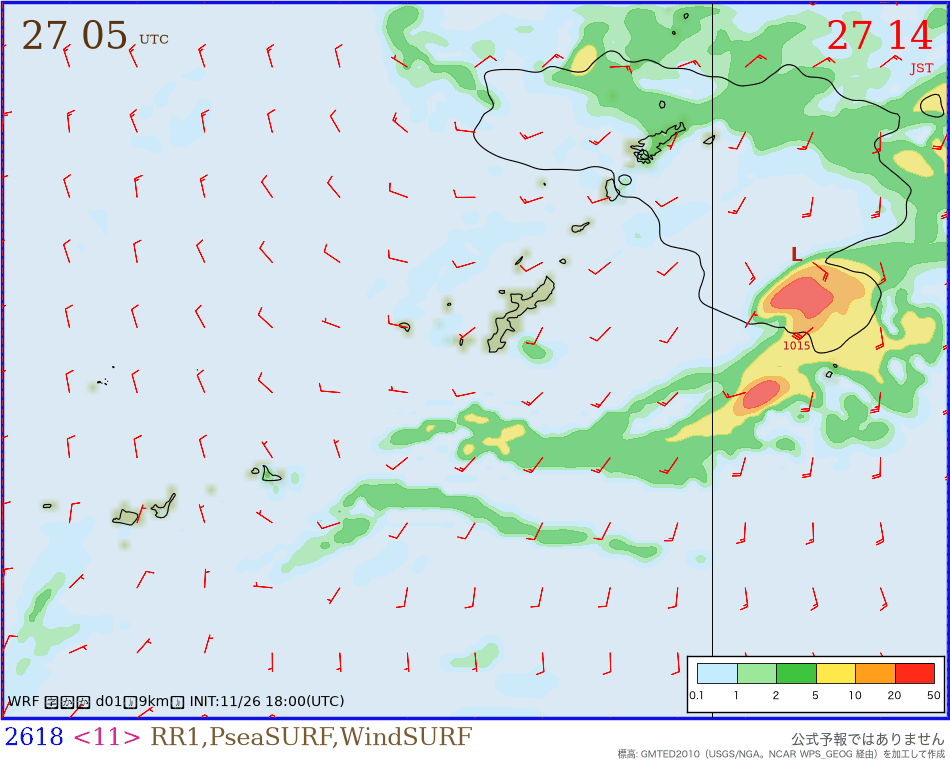 27 05 UTC
27 14
JST
L
1015
0.1 1 2 5 10 20 50
WRF d01 9km INIT:11/26 18:00(UTC)
2618 <11> RR1,PseaSURF,WindSURF
公式予報ではありません
標高: GMTED2010（USGS/NGA。NCAR WPS_GEOG 経由）を加工して作成